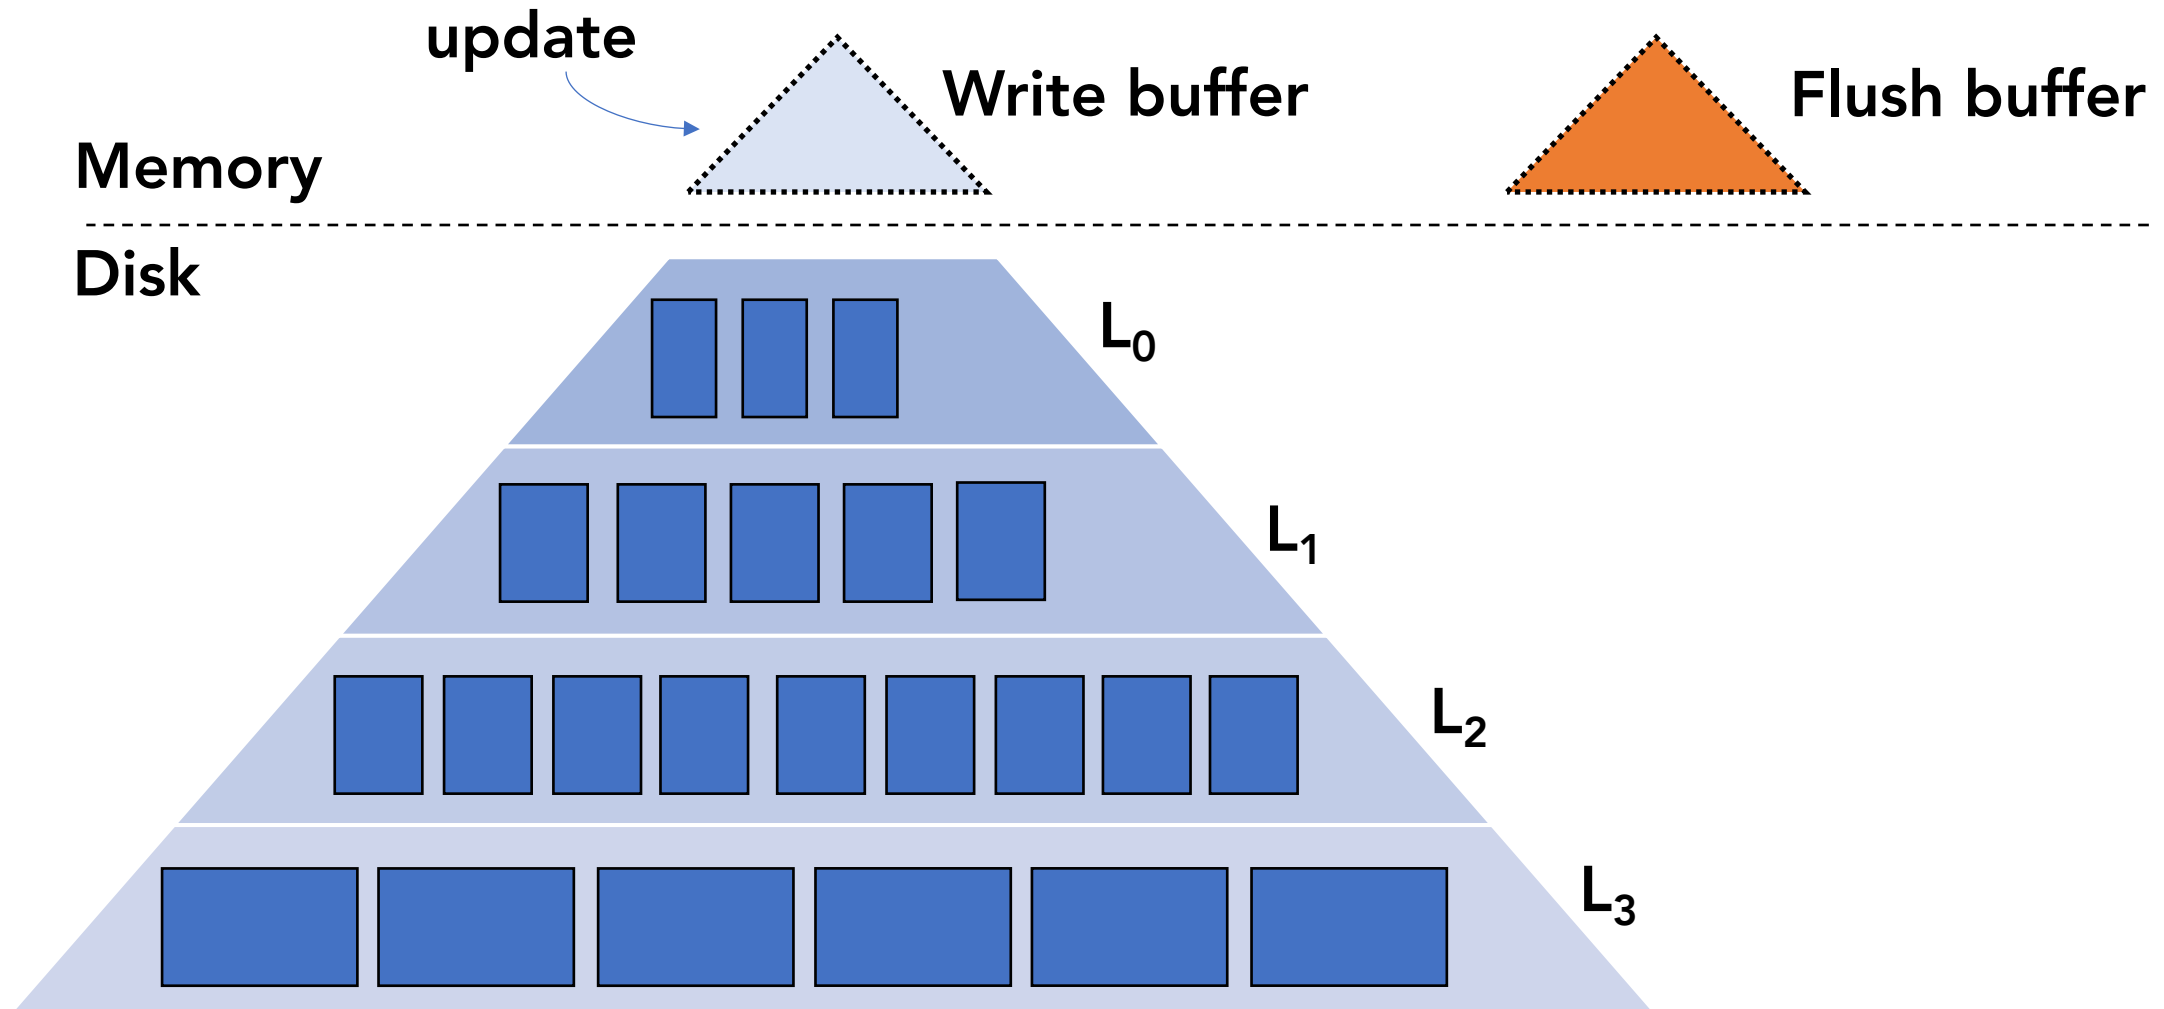 update
Write buffer
Flush buffer
Memory
Disk
L0
L1
L2
L3